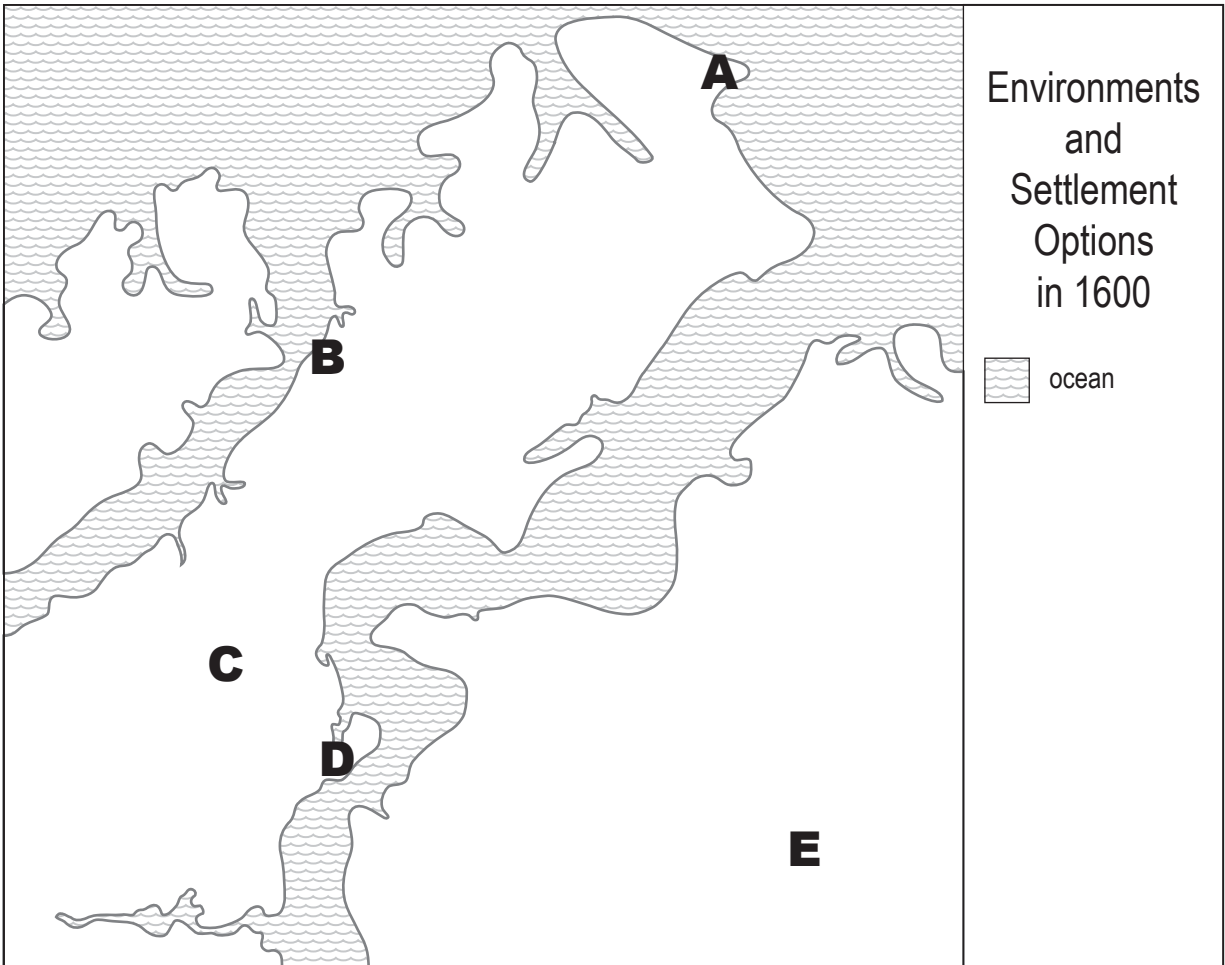 A
B
C
D
E
Environments
and
Settlement
Options
in 1600
ocean